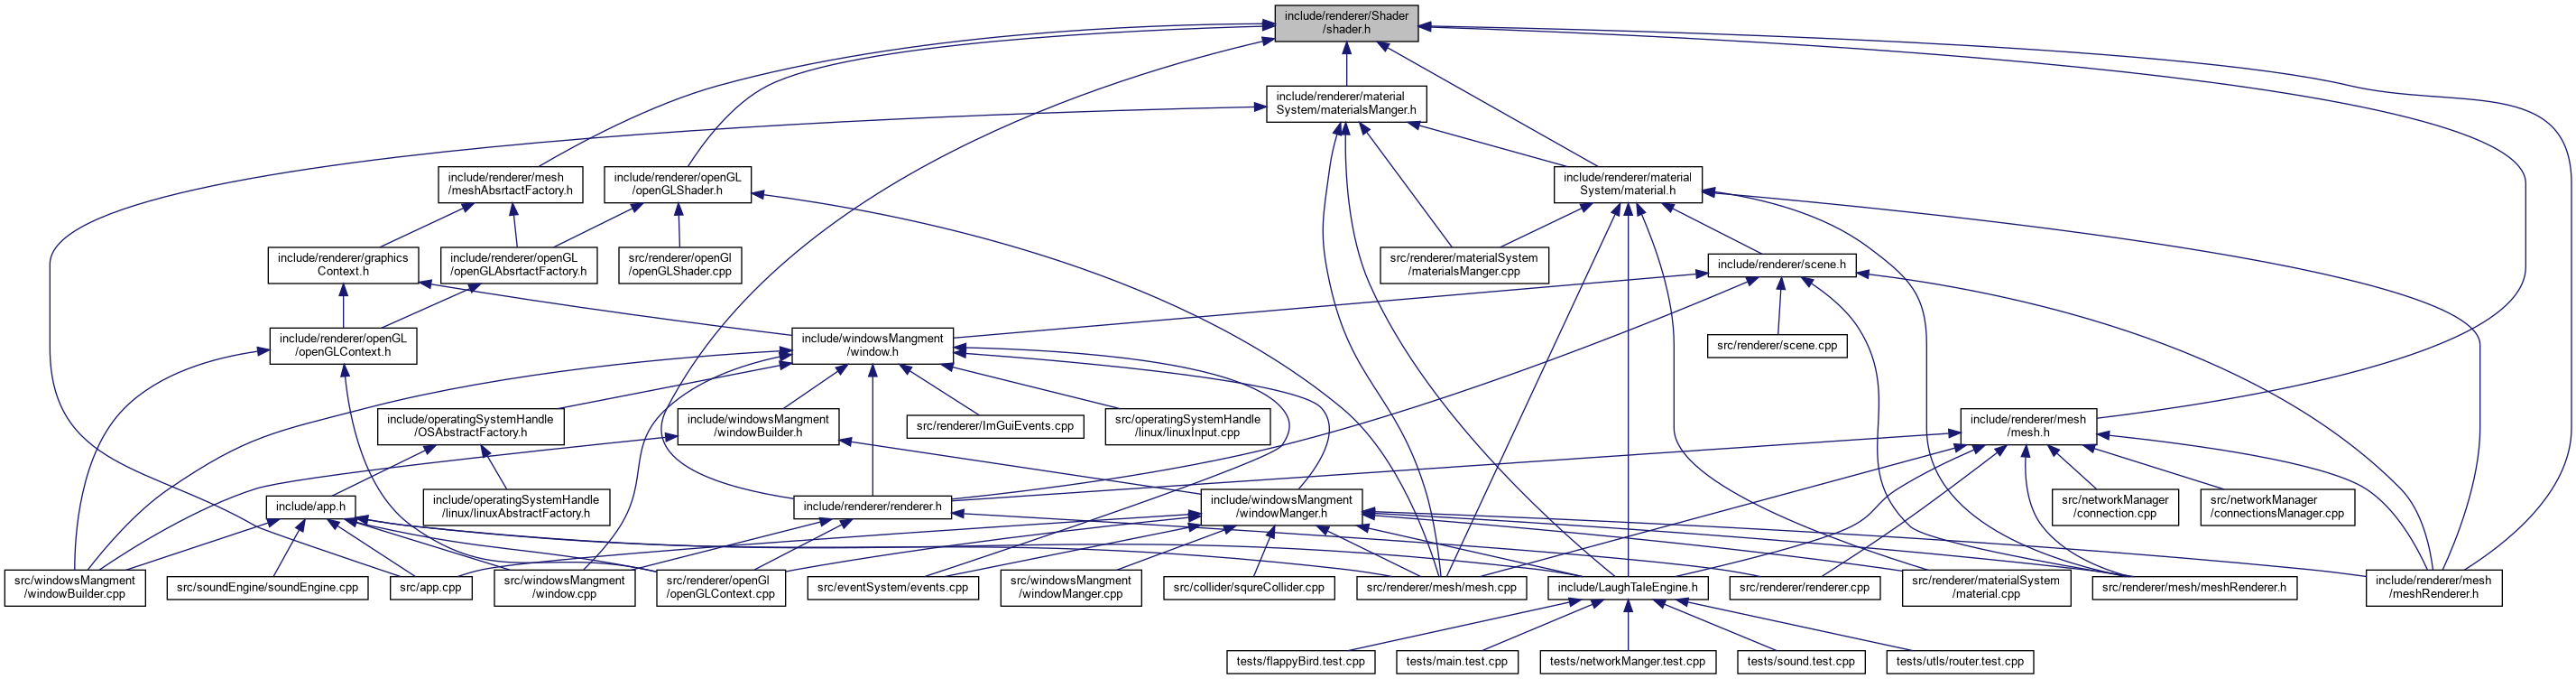 include/renderer/Shader
/shader.h
include/renderer/material
System/materialsManger.h
include/renderer/mesh
/meshAbsrtactFactory.h
include/renderer/openGL
/openGLShader.h
include/renderer/material
System/material.h
include/renderer/graphics
Context.h
include/renderer/openGL
/openGLAbsrtactFactory.h
src/renderer/openGl
/openGLShader.cpp
src/renderer/materialSystem
/materialsManger.cpp
include/renderer/scene.h
include/renderer/openGL
/openGLContext.h
include/windowsMangment
/window.h
src/renderer/scene.cpp
include/operatingSystemHandle
/OSAbstractFactory.h
include/windowsMangment
/windowBuilder.h
src/renderer/ImGuiEvents.cpp
src/operatingSystemHandle
/linux/linuxInput.cpp
include/renderer/mesh
/mesh.h
include/app.h
include/operatingSystemHandle
/linux/linuxAbstractFactory.h
include/renderer/renderer.h
include/windowsMangment
/windowManger.h
src/networkManager
/connection.cpp
src/networkManager
/connectionsManager.cpp
src/windowsMangment
/windowBuilder.cpp
src/soundEngine/soundEngine.cpp
src/app.cpp
src/windowsMangment
/window.cpp
src/renderer/openGl
/openGLContext.cpp
src/eventSystem/events.cpp
src/windowsMangment
/windowManger.cpp
src/collider/squreCollider.cpp
src/renderer/mesh/mesh.cpp
include/LaughTaleEngine.h
src/renderer/renderer.cpp
src/renderer/materialSystem
/material.cpp
src/renderer/mesh/meshRenderer.h
include/renderer/mesh
/meshRenderer.h
tests/flappyBird.test.cpp
tests/main.test.cpp
tests/networkManger.test.cpp
tests/sound.test.cpp
tests/utls/router.test.cpp